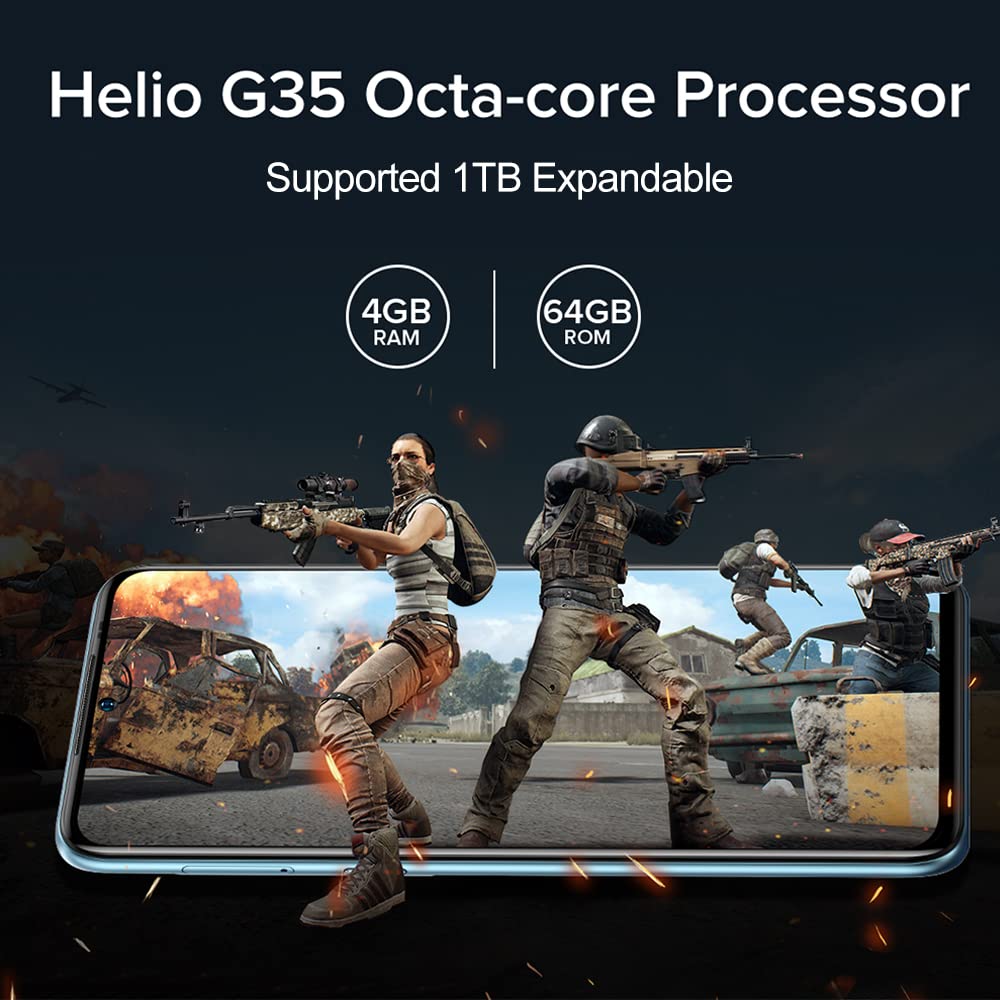 Helio G35 Octa-core Processor
Supported 1TB Expandable
4GB
RAM
64GB
ROM